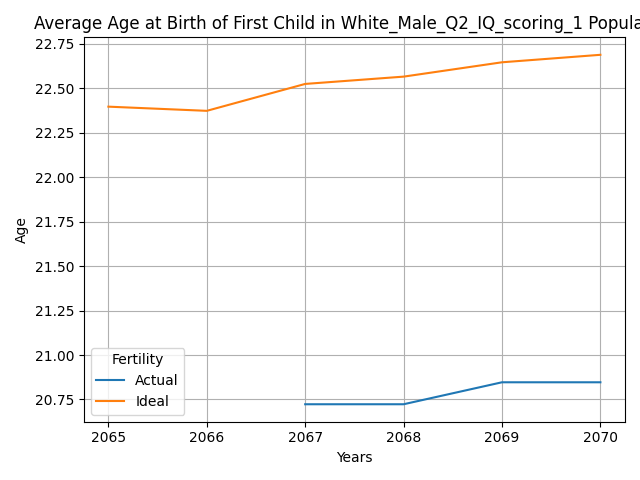 Average Age at Birth of First Child in White_Male_Q2_IQ_scoring_1 Popula
22.75
22.50
22.25
22.00
21.75
21.50
21.25
21.00
20.75
Age
Fertility
Actual
Ideal
2065 2066 2067 2068 2069 2070
Years